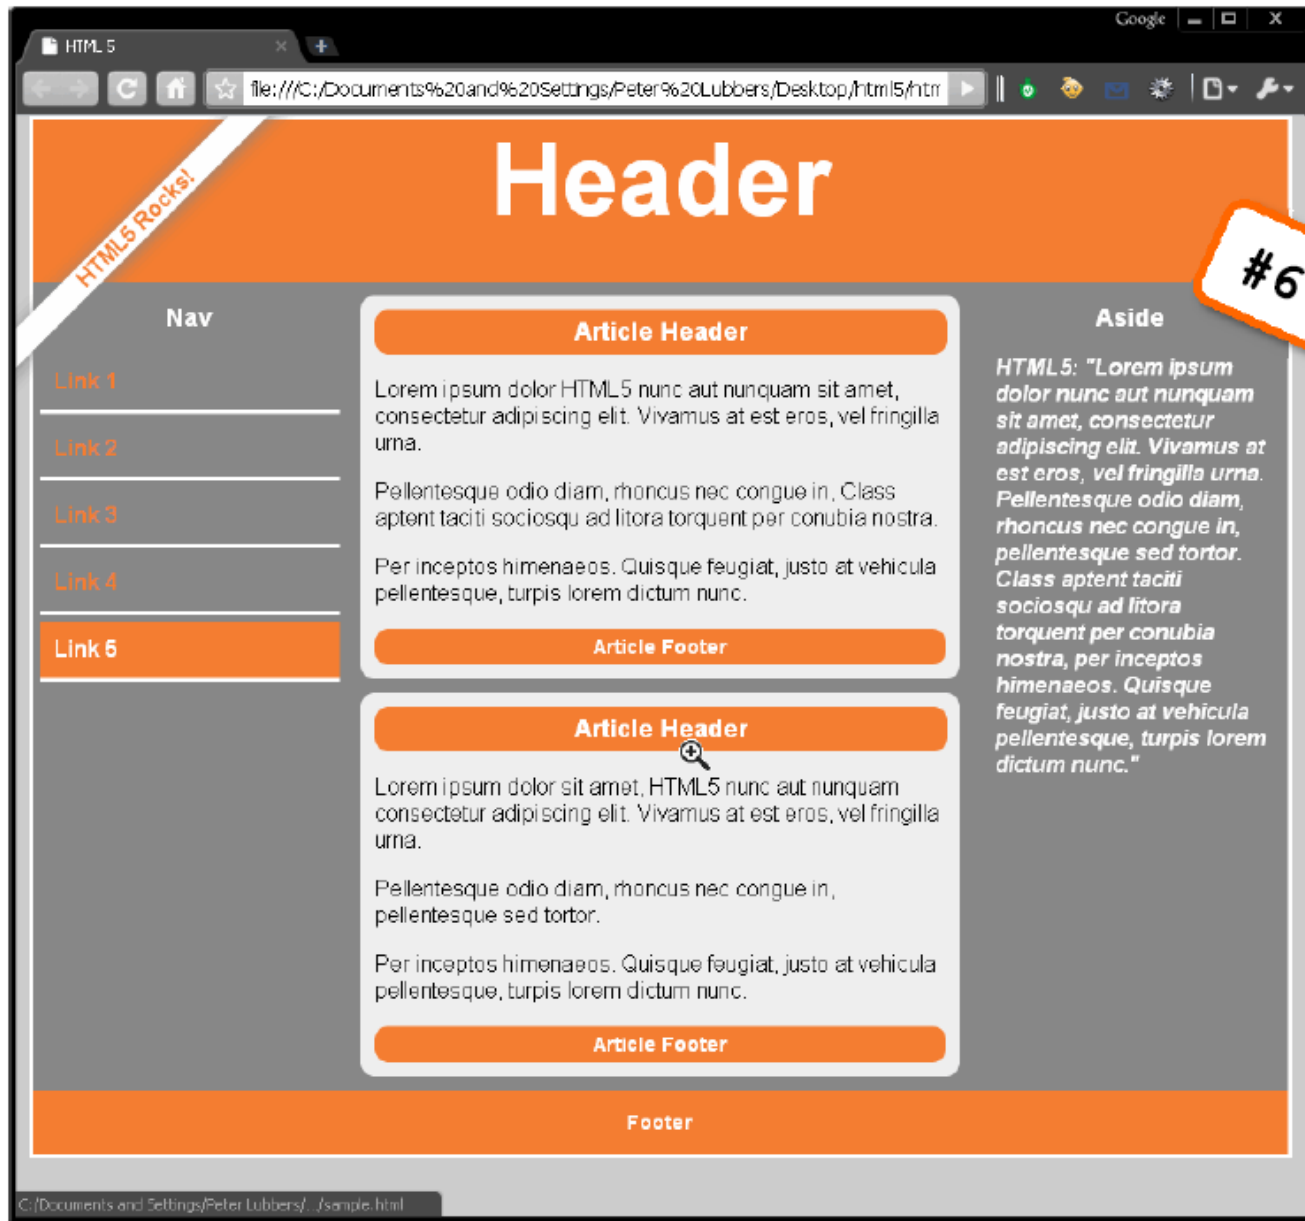 Google
HTML 5
file:///C:/Documents%20and%20Settings/Peter%20Lubbers/Desktop/html5/htm
HTML5 Rocks!
Header
#6
Nav
Link 1
Link 2
Link 3
Link 4
Link 5
Article Header
Lorem ipsum dolor HTML5 nunc aut nunquam sit amet,
consectetur adipiscing elit. Vivamus at est eros, vel fringilla
urna.
Pellentesque odio diam, rhoncus nec congue in, Class
aptent taciti sociosqu ad litora torquent per conubia nostra.
Per inceptos himenaeos. Quisque feugiat, justo at vehicula
pellentesque, turpis lorem dictum nunc.
Article Footer
Article Header
Lorem ipsum dolor sit amet, HTML5 nunc aut nunquam
consectetur adipiscing elit. Vivamus at est eros, vel fringilla
urna.
Pellentesque odio diam, rhoncus nec congue in,
pellentesque sed tortor.
Per inceptos himenaeos. Quisque feugiat, justo at vehicula
pellentesque, turpis lorem dictum nunc.
Article Footer
Aside
HTML5: "Lorem ipsum
dolor nunc aut nunquam
sit amet, consectetur
adipiscing elit. Vivamus at
est eros, vel fringilla urna.
Pellentesque odio diam,
rhoncus nec congue in,
pellentesque sed tortor.
Class aptent taciti
sociosqu ad litora
torquent per conubia
nostra, per inceptos
himenaeos. Quisque
feugiat, justo at vehicula
pellentesque, turpis lorem
dictum nunc."
Footer
C:/Documents and Settings/Peter Lubbers/.../sample.html